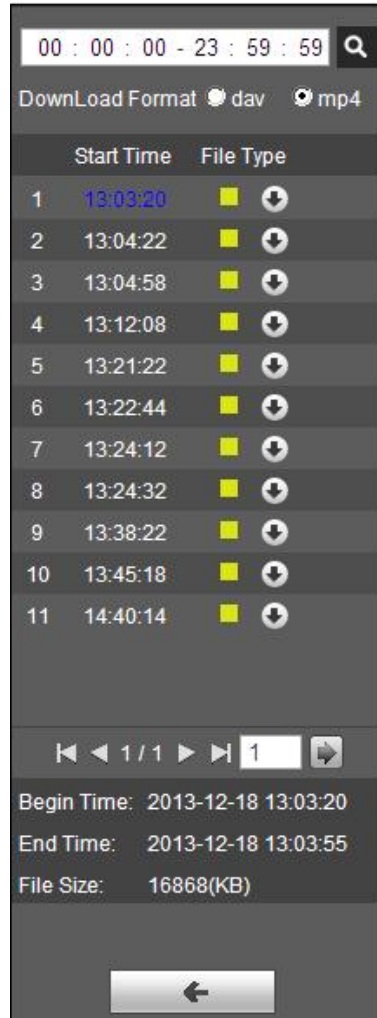 00 : 00 : 00 - 23 : 59 : 59
DownLoad Format dav mp4
Start Time File Type
1 13:03:20
2 13:04:22
3 13:04:58
4 13:12:08
5 13:21:22
6 13:22:44
7 13:24:12
8 13:24:32
9 13:38:22
10 13:45:18
11 14:40:14
1 / 1 1
Begin Time: 2013-12-18 13:03:20
End Time: 2013-12-18 13:03:55
File Size: 16868(KB)